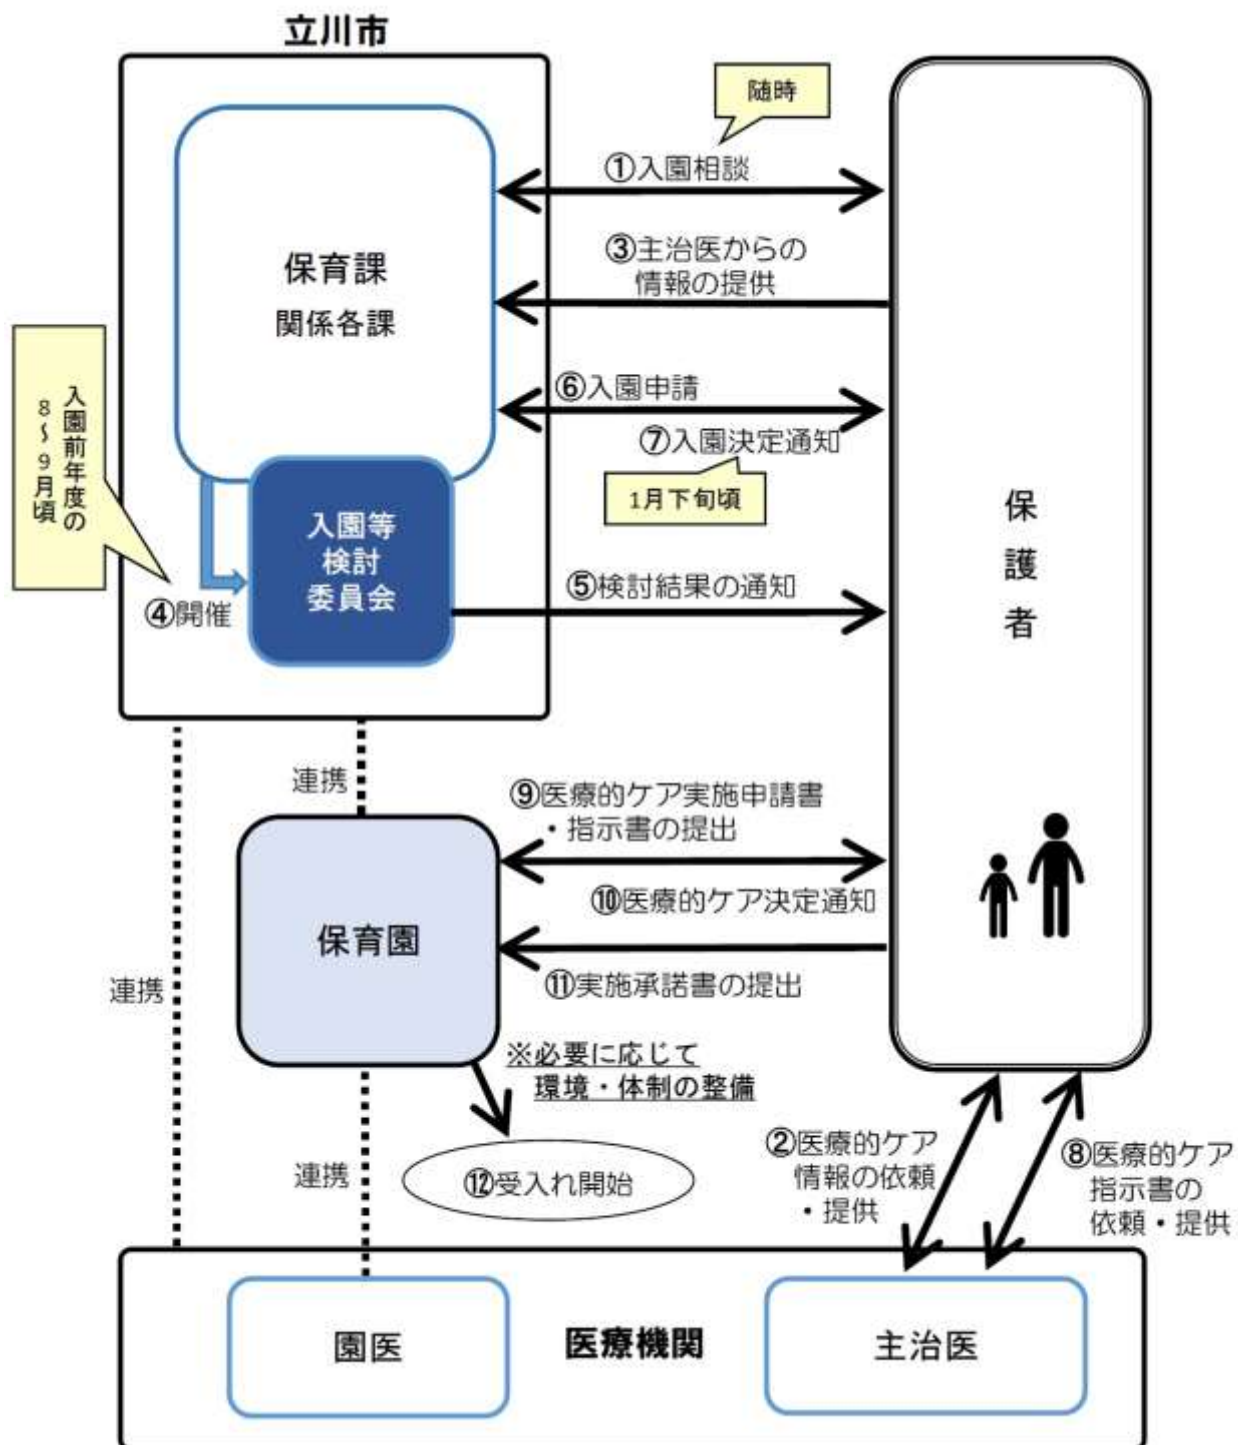 立川市
随時
①入園相談
保育課
関係各課
③主治医からの
情報の提供
入園前年度の
8～9月頃
⑥入園申請
⑦入園決定通知
1月下旬頃
入園等
検討
委員会
④開催
⑤検討結果の通知
保護者
連携
連携
⑨医療的ケア実施申請書
・指示書の提出
⑩医療的ケア決定通知
保育園
⑪実施承諾書の提出
※必要に応じて
環境・体制の整備
連携
⑫受入れ開始
②医療的ケア
情報の依頼
・提供
⑧医療的ケア
指示書の
依頼・提供
園医
医療機関
主治医